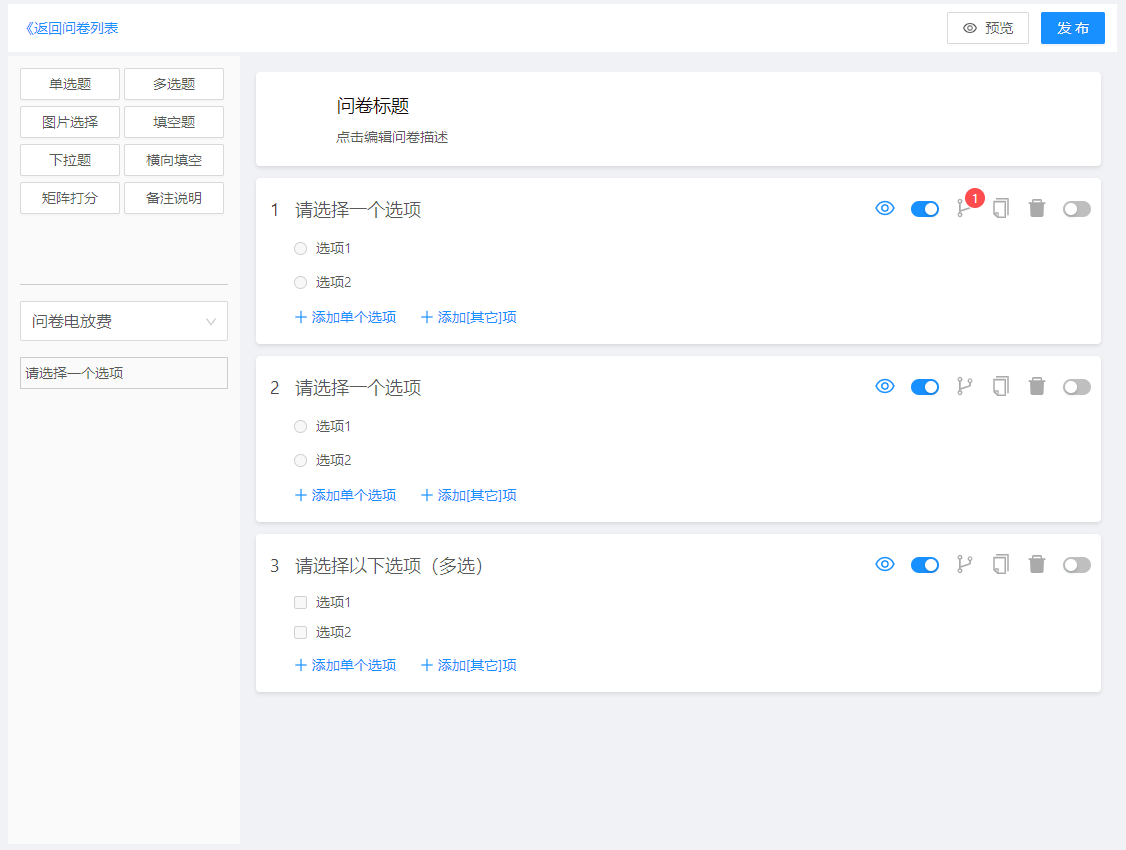 《返回问卷列表
预览
发 布
单选题
多选题
图片选择
填空题
下拉题
横向填空
矩阵打分
备注说明
问卷电放费
请选择一个选项
问卷标题
点击编辑问卷描述
1 请选择一个选项
1
选项1
选项2
添加单个选项 添加[其它]项
2 请选择一个选项
选项1
选项2
添加单个选项 添加[其它]项
3 请选择以下选项（多选）
选项1
选项2
添加单个选项 添加[其它]项